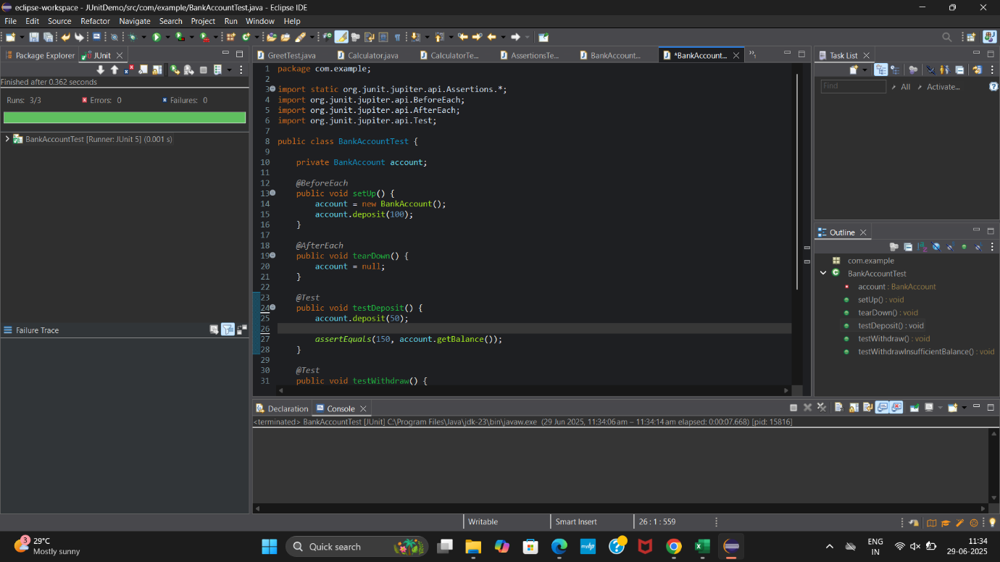 eclipse-workspace - JUnitDemo/src/com/example/BankAccountTest.java - Eclipse IDE
File Edit Source Refactor Navigate Search Project Run Window Help
Package Explorer JUnit
Finished after 0.362 seconds
Runs: 3/3 Errors: 0 Failures: 0
BankAccountTest [Runner: JUnit 5] (0.001 s)
Failure Trace
GreetTest.java Calculator.java CalculatorTe... AssertionsTe... BankAccount... *BankAccount...
1 package com.example;
2
3 import static org.junit.jupiter.api.Assertions.*;
4 import org.junit.jupiter.api.BeforeEach;
5 import org.junit.jupiter.api.AfterEach;
6 import org.junit.jupiter.api.Test;
7
8 public class BankAccountTest {
9
10 private BankAccount account;
11
12 @BeforeEach
13 public void setUp() {
14 account = new BankAccount();
15 account.deposit(100);
16 }
17
18 @AfterEach
19 public void tearDown() {
20 account = null;
21 }
22
23 @Test
24 public void testDeposit() {
25 account.deposit(50);
26
27 assertEquals(150, account.getBalance());
28 }
29
30 @Test
31 public void testWithdraw() {
Task List
Find All Activate...
Outline
com.example
BankAccountTest
account : BankAccount
setUp() : void
tearDown() : void
testDeposit() : void
testWithdraw() : void
testWithdrawInsufficientBalance() : void
Declaration Console
<terminated> BankAccountTest [JUnit] C:\Program Files\Java\jdk-23\bin\javaw.exe (29 Jun 2025, 11:34:06 am – 11:34:14 am elapsed: 0:00:07.668) [pid: 15816]
Writable Smart Insert 26 : 1 : 559
3
29°C
Mostly sunny
Quick search
myhp
ENG
IN
11:34
29-06-2025